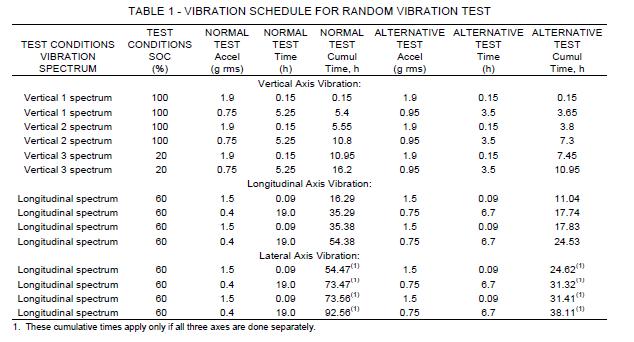 TABLE 1 - VIBRATION SCHEDULE FOR RANDOM VIBRATION TEST
TEST NORMAL NORMAL NORMAL ALTERNATIVE ALTERNATIVE ALTERNATIVE
TEST CONDITIONS CONDITIONS TEST TEST TEST TEST TEST TEST
VIBRATION SOC Accel Time Cumul Accel Time Cumul
SPECTRUM (%) (g rms) (h) Time, h (g rms) (h) Time, h
Vertical Axis Vibration:
Vertical 1 spectrum 100 1.9 0.15 0.15 1.9 0.15 0.15
Vertical 1 spectrum 100 0.75 5.25 5.4 0.95 3.5 3.65
Vertical 2 spectrum 100 1.9 0.15 5.55 1.9 0.15 3.8
Vertical 2 spectrum 100 0.75 5.25 10.8 0.95 3.5 7.3
Vertical 3 spectrum 20 1.9 0.15 10.95 1.9 0.15 7.45
Vertical 3 spectrum 20 0.75 5.25 16.2 0.95 3.5 10.95
Longitudinal Axis Vibration:
Longitudinal spectrum 60 1.5 0.09 16.29 1.5 0.09 11.04
Longitudinal spectrum 60 0.4 19.0 35.29 0.75 6.7 17.74
Longitudinal spectrum 60 1.5 0.09 35.38 1.5 0.09 17.83
Longitudinal spectrum 60 0.4 19.0 54.38 0.75 6.7 24.53
Lateral Axis Vibration:
Longitudinal spectrum 60 1.5 0.09 54.47(1) 1.5 0.09 24.62(1)
Longitudinal spectrum 60 0.4 19.0 73.47(1) 0.75 6.7 31.32(1)
Longitudinal spectrum 60 1.5 0.09 73.56(1) 1.5 0.09 31.41(1)
Longitudinal spectrum 60 0.4 19.0 92.56(1) 0.75 6.7 38.11(1)
1. These cumulative times apply only if all three axes are done separately.